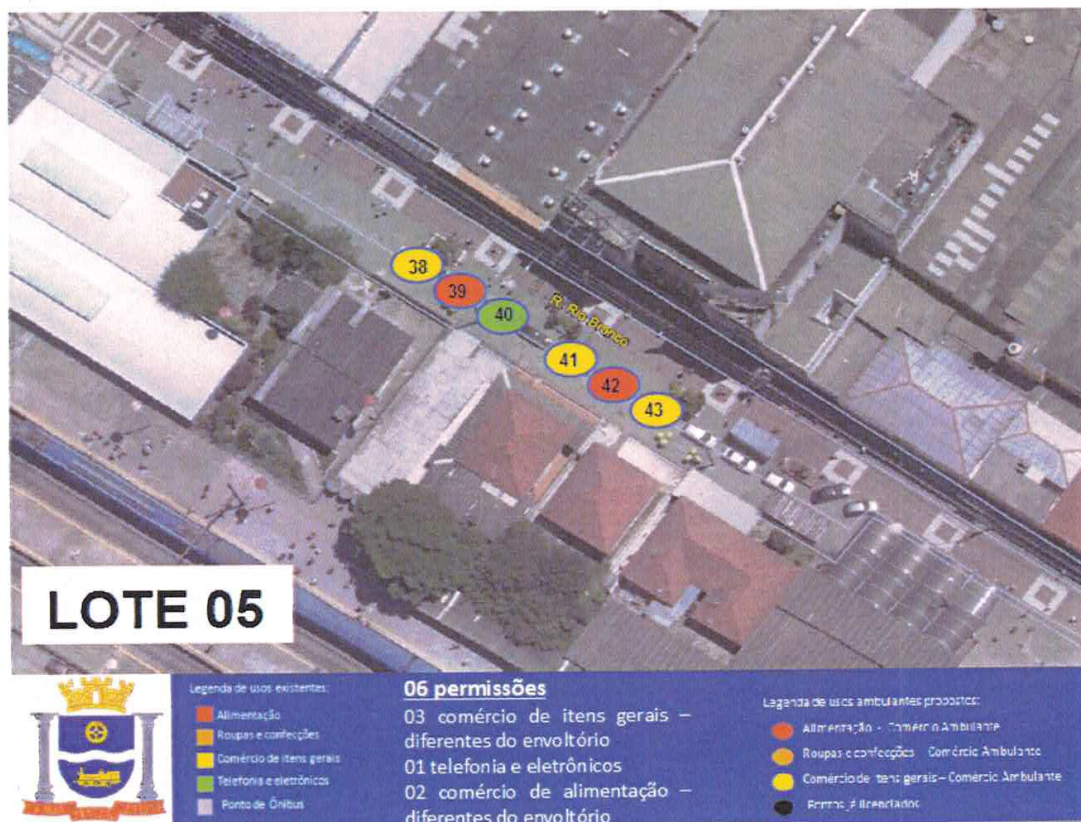 38
39
40
R. Rio Branco
41
42
43
LOTE 05
Legenda de usos existentes:
Alimentação
Roupas e confecções
Comércio de itens gerais
Telefonia e eletrônicos
Ponto de Ônibus
06 permissões
03 comércio de itens gerais –
diferentes do envoltório
01 telefonia e eletrônicos
02 comércio de alimentação –
diferentes do envoltório
Legenda de usos ambulantes propostos:
Alimentação - Comércio Ambulante
Roupas e confecções - Comércio Ambulante
Comércio de itens gerais – Comércio Ambulante
Pontos já licenciados